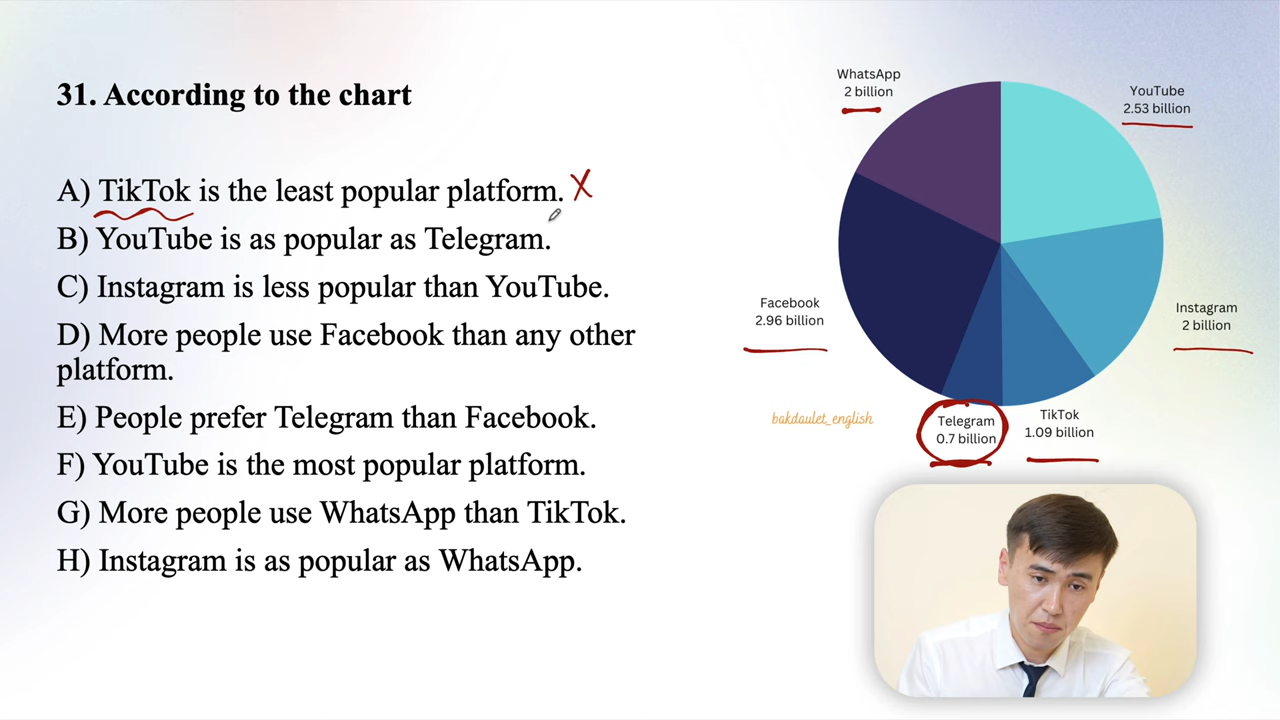 31. According to the chart
A) TikTok is the least popular platform. X
B) YouTube is as popular as Telegram.
C) Instagram is less popular than YouTube.
D) More people use Facebook than any other
platform.
E) People prefer Telegram than Facebook.
F) YouTube is the most popular platform.
G) More people use WhatsApp than TikTok.
H) Instagram is as popular as WhatsApp.
WhatsApp
2 billion
YouTube
2.53 billion
Facebook
2.96 billion
Instagram
2 billion
Telegram
0.7 billion
TikTok
1.09 billion
bakdaulet_english